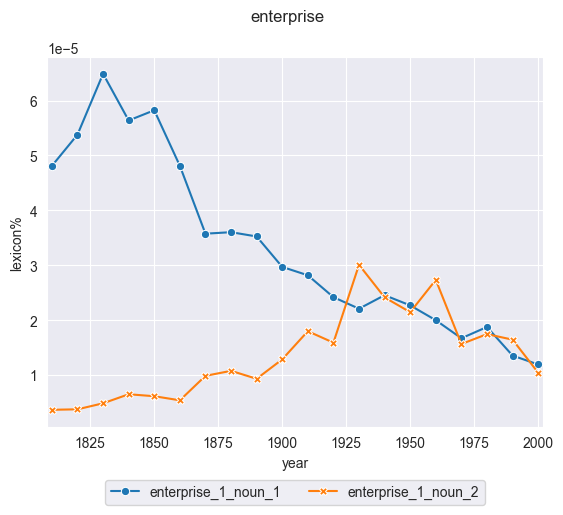 enterprise
1e−5
6
5
4
3
2
1
lexicon%
1825 1850 1875 1900 1925 1950 1975 2000
year
enterprise_1_noun_1 enterprise_1_noun_2